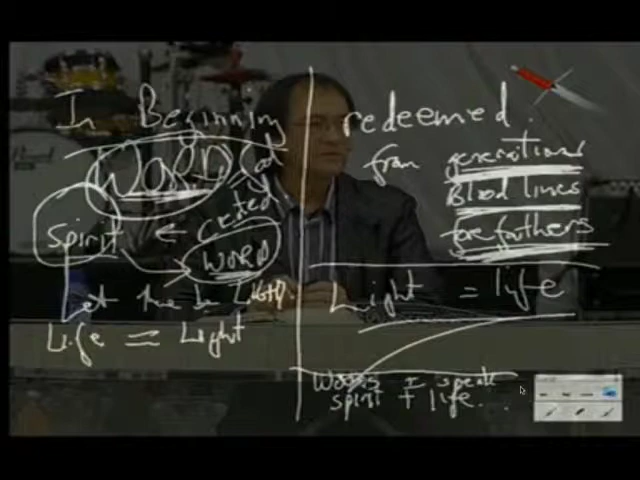 In Beginning
WORD God
created
Spirit
WORD
Let there be Light
Life = Light
redeemed.
from generations
Blood lines
forefathers
Light = life
Words I speak
spirit + life...